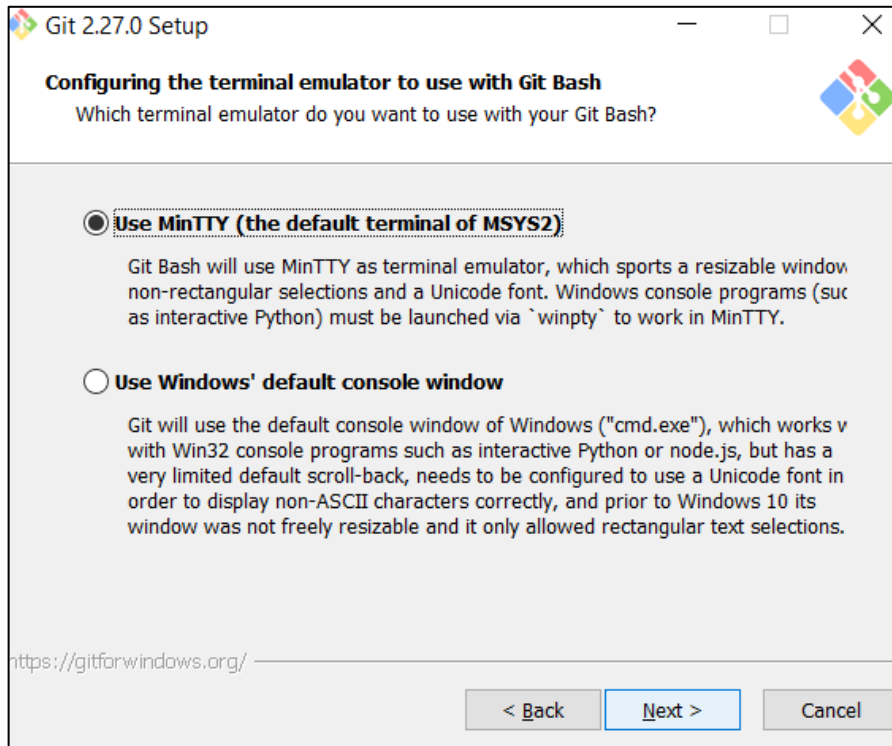 Git 2.27.0 Setup
Configuring the terminal emulator to use with Git Bash
Which terminal emulator do you want to use with your Git Bash?
Use MinTTY (the default terminal of MSYS2)
Git Bash will use MinTTY as terminal emulator, which sports a resizable window
non-rectangular selections and a Unicode font. Windows console programs (suc
as interactive Python) must be launched via `winpty` to work in MinTTY.
Use Windows' default console window
Git will use the default console window of Windows ("cmd.exe"), which works w
with Win32 console programs such as interactive Python or node.js, but has a
very limited default scroll-back, needs to be configured to use a Unicode font in
order to display non-ASCII characters correctly, and prior to Windows 10 its
window was not freely resizable and it only allowed rectangular text selections.
https://gitforwindows.org/
< Back
Next >
Cancel